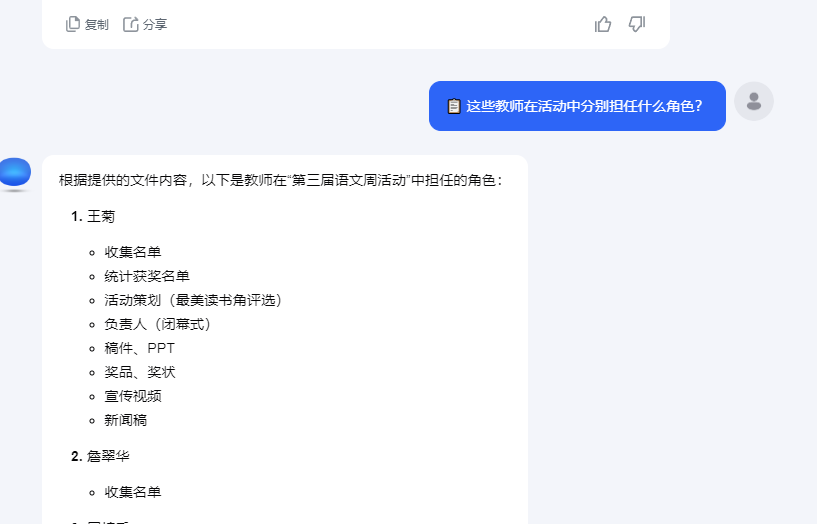 复制 分享
这些教师在活动中分别担任什么角色？
根据提供的文件内容，以下是教师在“第三届语文周活动”中担任的角色：
1. 王菊
收集名单
统计获奖名单
活动策划（最美读书角评选）
负责人（闭幕式）
稿件、PPT
奖品、奖状
宣传视频
新闻稿
2. 詹翠华
收集名单